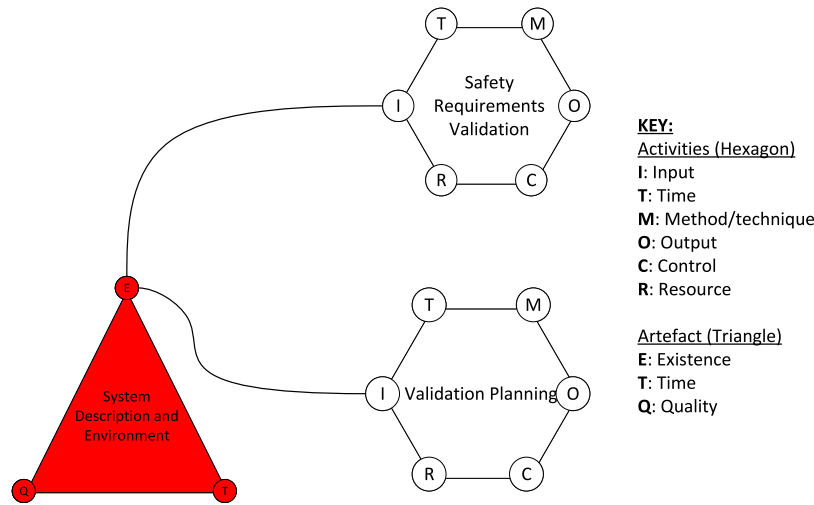 T M
Safety
I Requirements O
Validation
R C
KEY:
Activities (Hexagon)
I: Input
T: Time
M: Method/technique
O: Output
C: Control
R: Resource
Artefact (Triangle)
E: Existence
T: Time
Q: Quality
E
System
Description and
Environment
Q T
T M
I Validation Planning O
R C